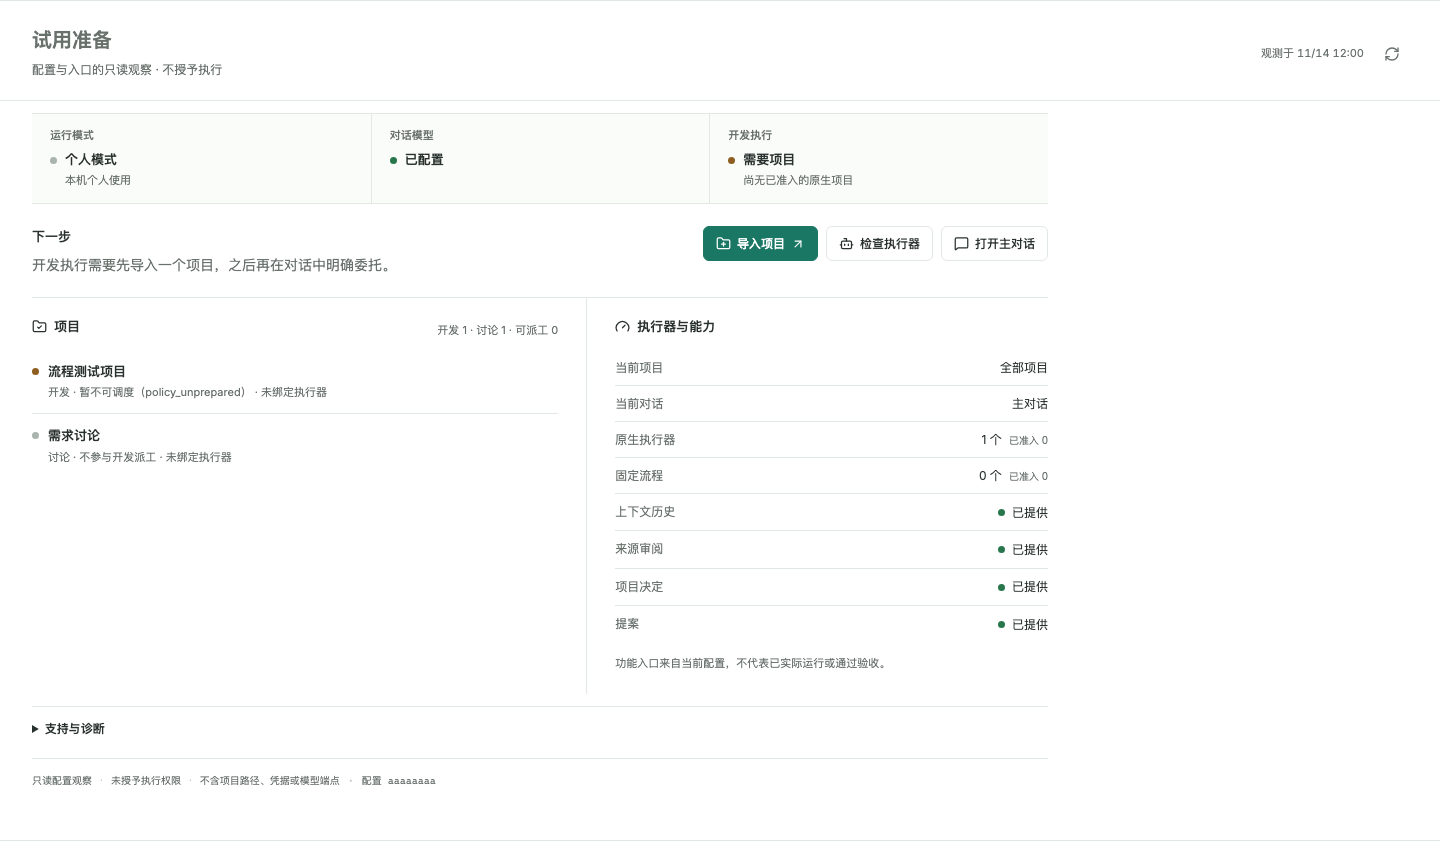 试用准备
配置与入口的只读观察 · 不授予执行
观测于 11/14 12:00
运行模式
个人模式
本机个人使用
对话模型
已配置
开发执行
需要项目
尚无已准入的原生项目
下一步
开发执行需要先导入一个项目，之后再在对话中明确委托。
导入项目
检查执行器
打开主对话
项目
开发 1 · 讨论 1 · 可派工 0
流程测试项目
开发 · 暂不可调度（policy_unprepared） · 未绑定执行器
需求讨论
讨论 · 不参与开发派工 · 未绑定执行器
执行器与能力
当前项目 全部项目
当前对话 主对话
原生执行器 1 个 已准入 0
固定流程 0 个 已准入 0
上下文历史 已提供
来源审阅 已提供
项目决定 已提供
提案 已提供
功能入口来自当前配置，不代表已实际运行或通过验收。
支持与诊断
只读配置观察 · 未授予执行权限 · 不含项目路径、凭据或模型端点 · 配置 aaaaaaaa